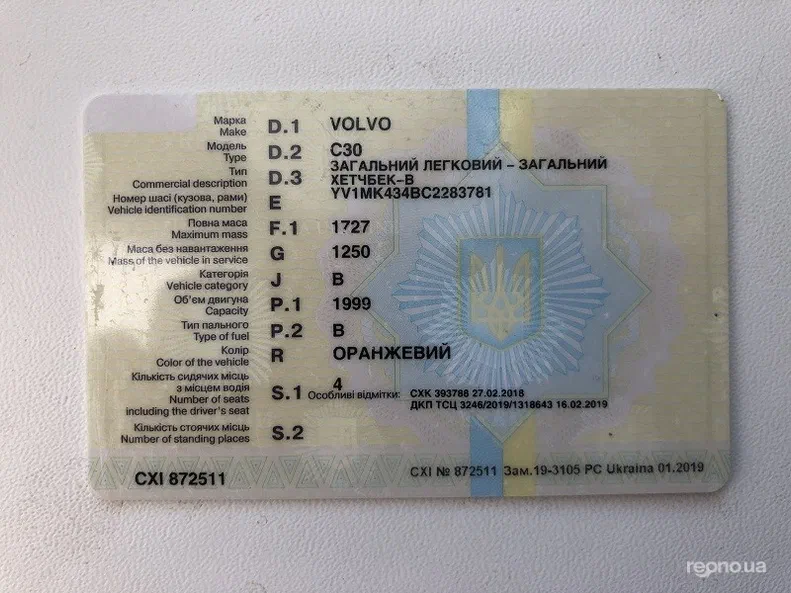 Марка
Make D.1 VOLVO
Модель
Type D.2 C30
Тип
Commercial description D.3 ЗАГАЛЬНИЙ ЛЕГКОВИЙ – ЗАГАЛЬНИЙ
ХЕТЧБЕК–В
Номер шасі (кузова, рами)
Vehicle identification number E YV1MK434BC2283781
Повна маса
Maximum mass F.1 1727
Маса без навантаження
Mass of the vehicle in service G 1250
Категорія
Vehicle category J B
Об'єм двигуна
Capacity P.1 1999
Тип пального
Type of fuel P.2 B
Колір
Color of the vehicle R ОРАНЖЕВИЙ
Кількість сидячих місць
з місцем водія
Number of seats
including the driver's seat S.1 4
Особливі відмітки: СХК 393788 27.02.2018
ДКП ТСЦ 3246/2019/1318643 16.02.2019
Кількість стоячих місць
Number of standing places S.2
CXI 872511
CXI № 872511 Зам.19-3105 PC Ukraina 01.2019
repno.ua